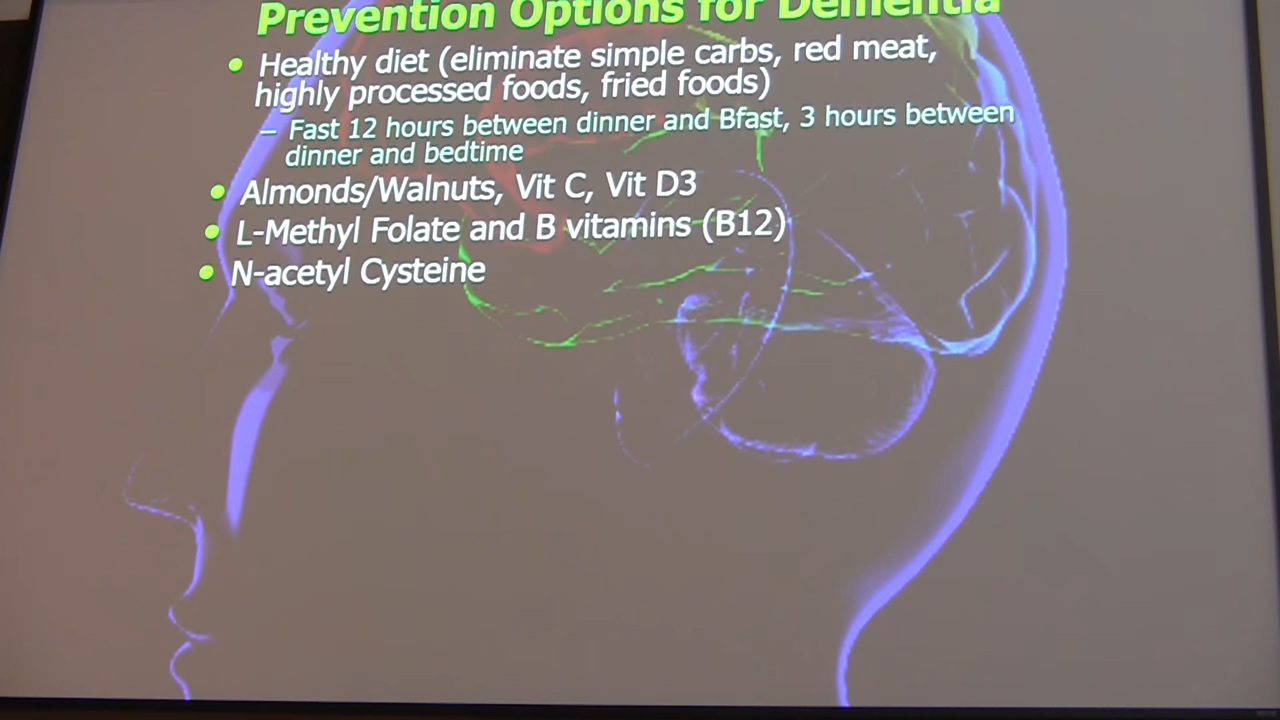 Prevention Options for Dementia
Healthy diet (eliminate simple carbs, red meat,
highly processed foods, fried foods)
– Fast 12 hours between dinner and Bfast, 3 hours between
dinner and bedtime
Almonds/Walnuts, Vit C, Vit D3
L-Methyl Folate and B vitamins (B12)
N-acetyl Cysteine